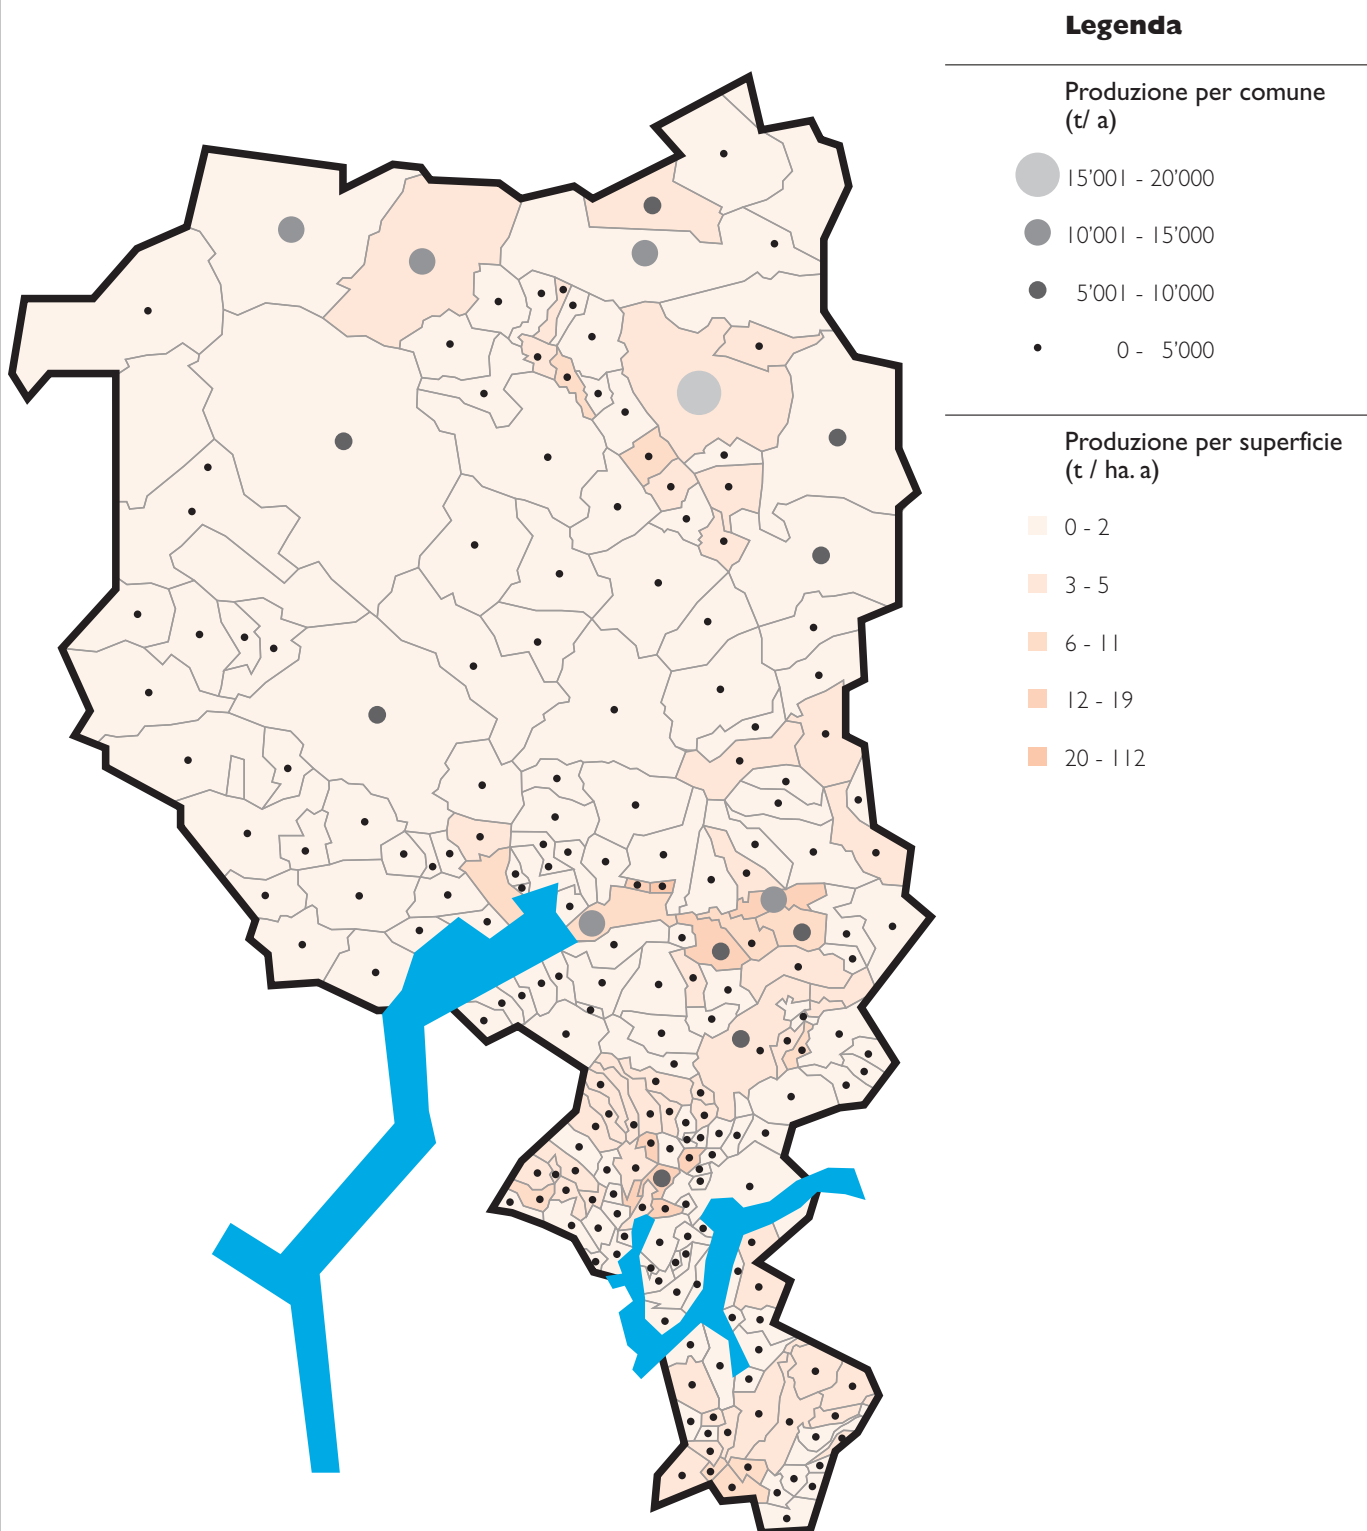 Legenda
Produzione per comune
(t/ a)
15'001 - 20'000
10'001 - 15'000
5'001 - 10'000
0 - 5'000
Produzione per superficie
(t / ha. a)
0 - 2
3 - 5
6 - 11
12 - 19
20 - 112